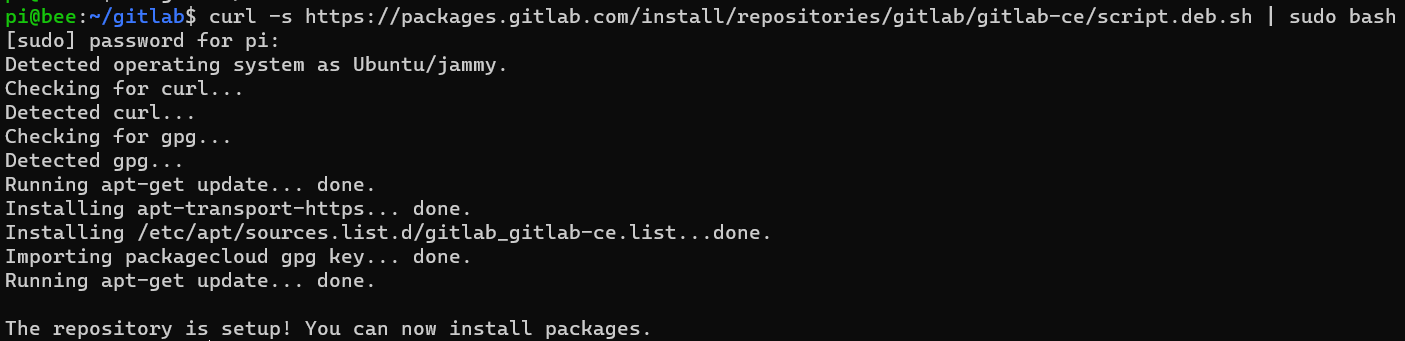 pi@bee:~/gitlab$ curl -s https://packages.gitlab.com/install/repositories/gitlab/gitlab-ce/script.deb.sh | sudo bash
[sudo] password for pi:
Detected operating system as Ubuntu/jammy.
Checking for curl...
Detected curl...
Checking for gpg...
Detected gpg...
Running apt-get update... done.
Installing apt-transport-https... done.
Installing /etc/apt/sources.list.d/gitlab_gitlab-ce.list...done.
Importing packagecloud gpg key... done.
Running apt-get update... done.
The repository is setup! You can now install packages.